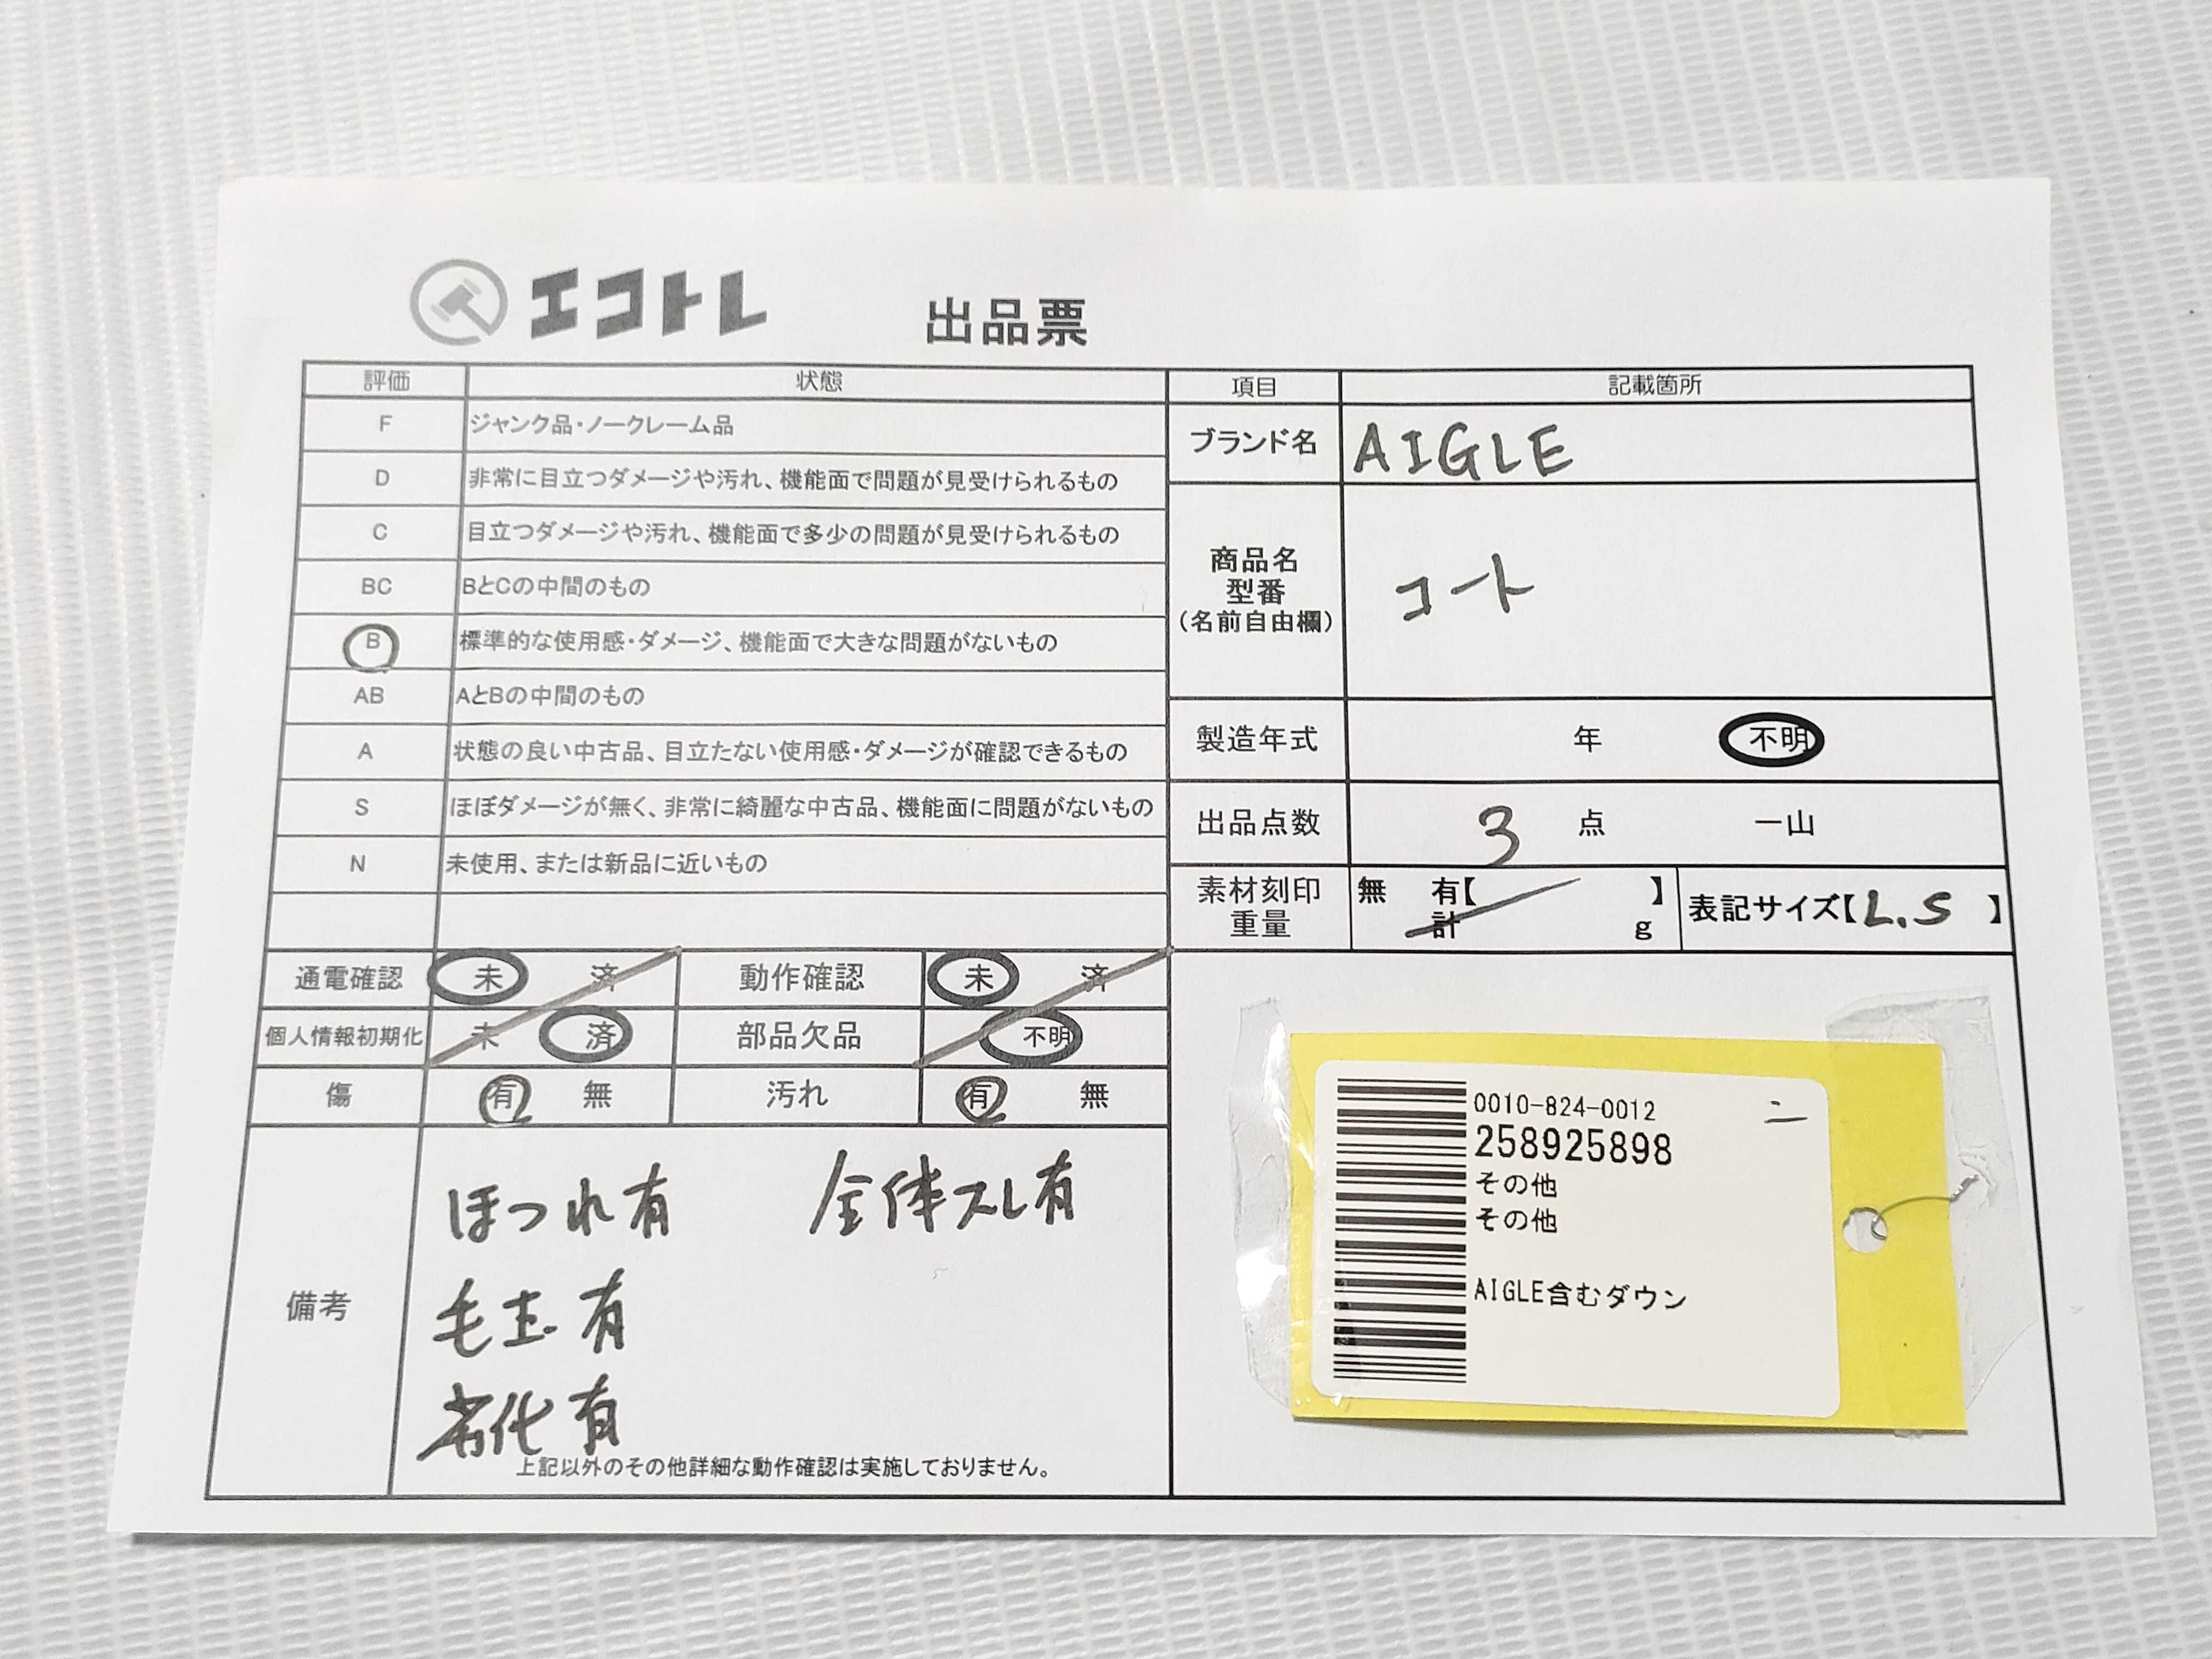 エコトレ 出品票
評価 状態 項目 記載箇所
F ジャンク品・ノークレーム品
D 非常に目立つダメージや汚れ、機能面で問題が見受けられるもの
C 目立つダメージや汚れ、機能面で多少の問題が見受けられるもの
BC BとCの中間のもの
B 標準的な使用感・ダメージ、機能面で大きな問題がないもの
AB AとBの中間のもの
A 状態の良い中古品、目立たない使用感・ダメージが確認できるもの
S ほぼダメージが無く、非常に綺麗な中古品、機能面に問題がないもの
N 未使用、または新品に近いもの
ブランド名 AIGLE
商品名
型番
(名前自由欄)
コート
製造年式 年 不明
出品点数 3 点 一山
素材刻印 無 有【 】
重量 計 g
表記サイズ【L.S 】
通電確認 未 済 動作確認 未 済
個人情報初期化 未 済 部品欠品 不明
傷 有 無 汚れ 有 無
備考
ほつれ有 全体スレ有
毛玉有
劣化有
上記以外のその他詳細な動作確認は実施しておりません。
0010-824-0012
258925898
その他
その他
AIGLE含むダウン